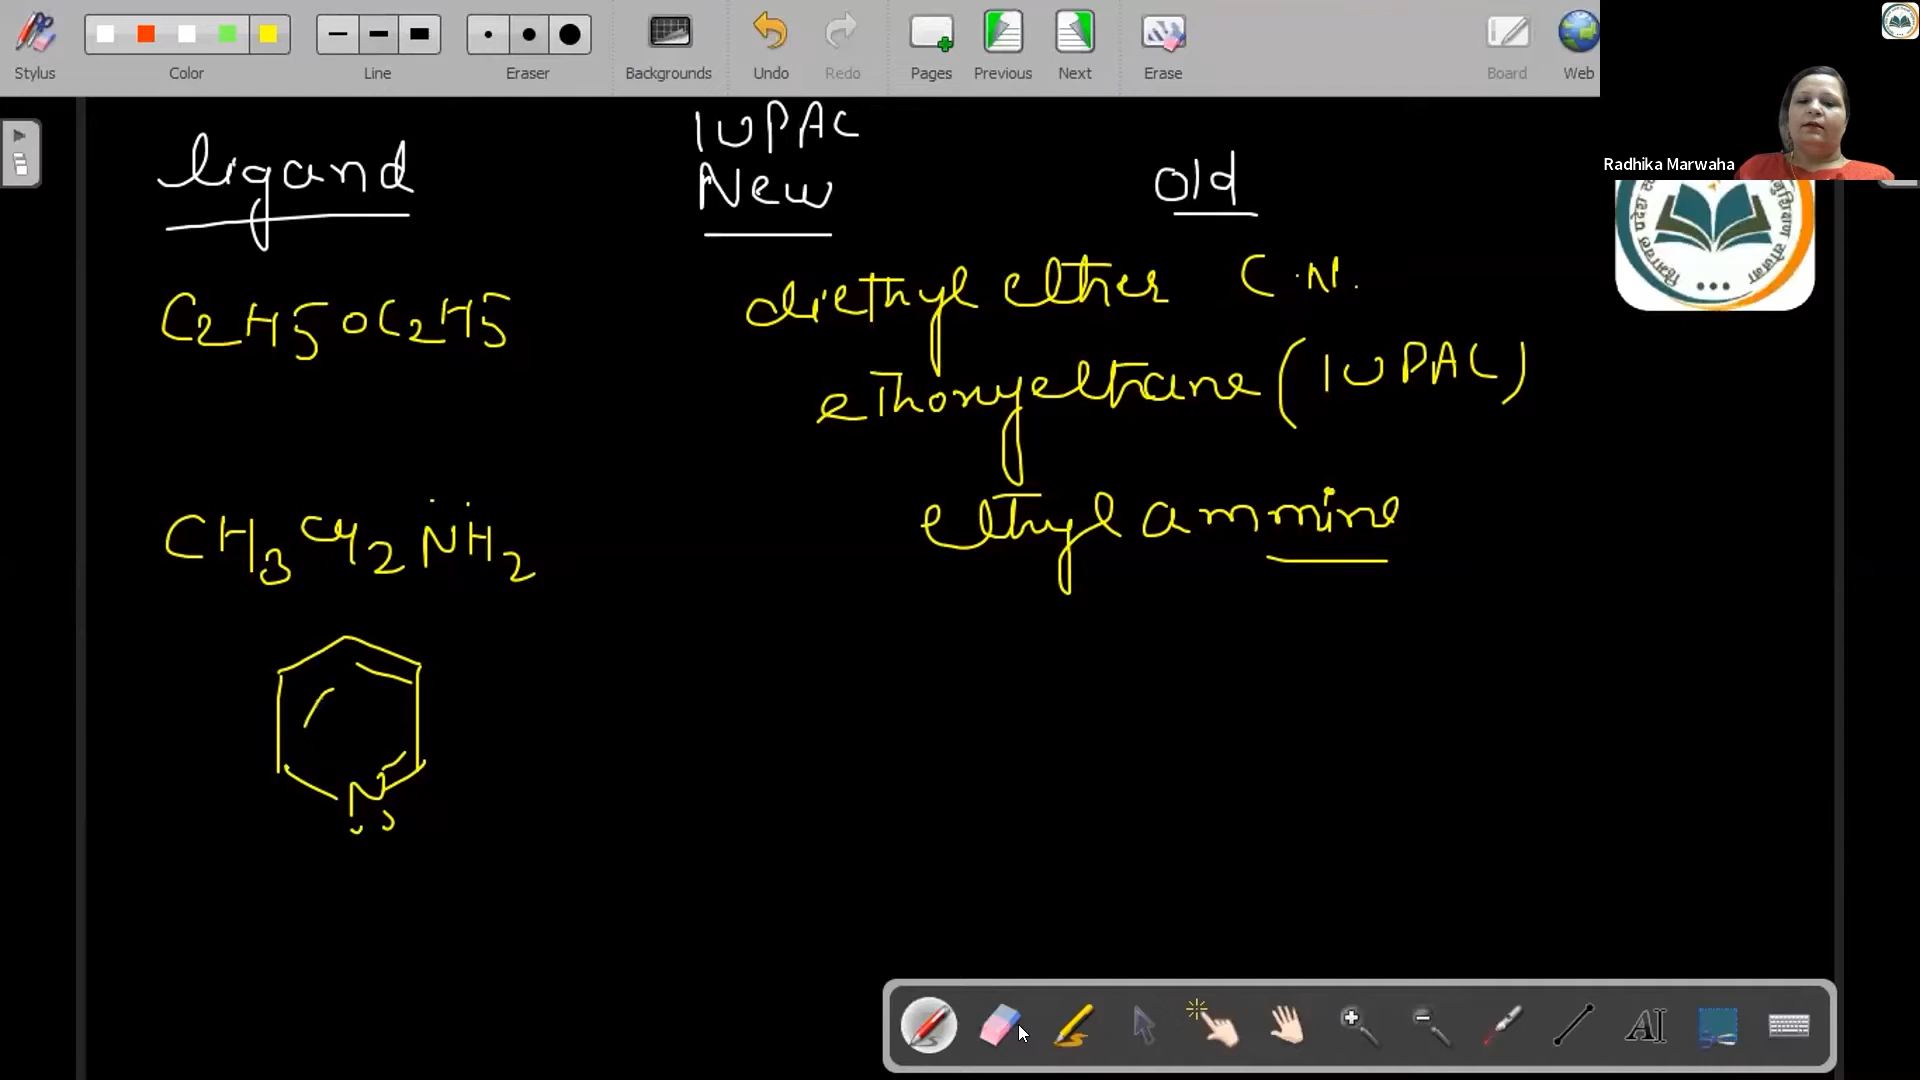 Stylus Color Line Eraser Backgrounds Undo Redo Pages Previous Next Erase Board Web
Radhika Marwaha
ligand
IUPAC
New
old
C2H5OC2H5
diethyl ether C.N.
ethoxyethane (IUPAC)
CH3CH2NH2
ethyl ammine
N
AI